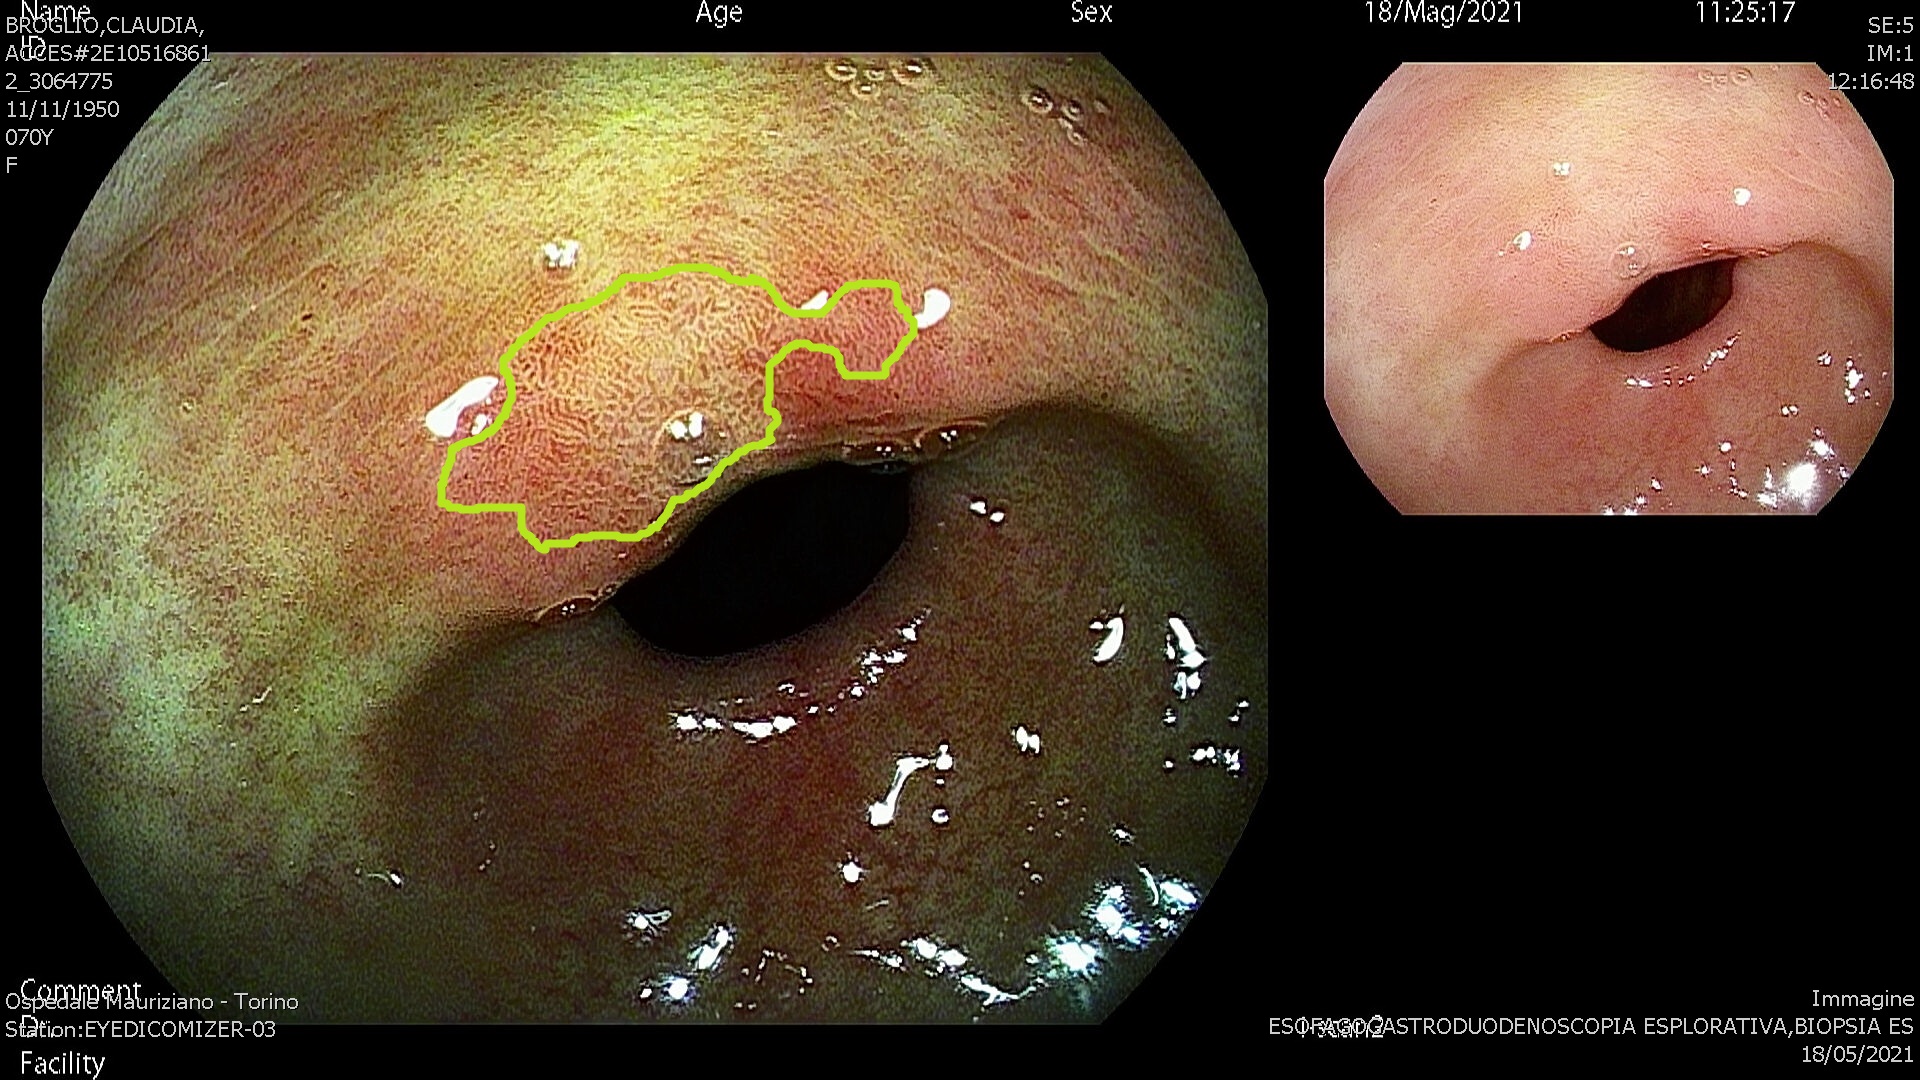 Name Age Sex 18/Mag/2021 11:25:17
BROGLIO,CLAUDIA, SE:5
ID
ACCES#2E10516861 IM:1
2_3064775 12:16:48
11/11/1950
070Y
F
Comment
Ospedale Mauriziano - Torino Immagine
D:
Station:EYEDICOMIZER-03 ESOFAGOGASTRODUODENOSCOPIA ESPLORATIVA,BIOPSIA ES
18/05/2021
Facility